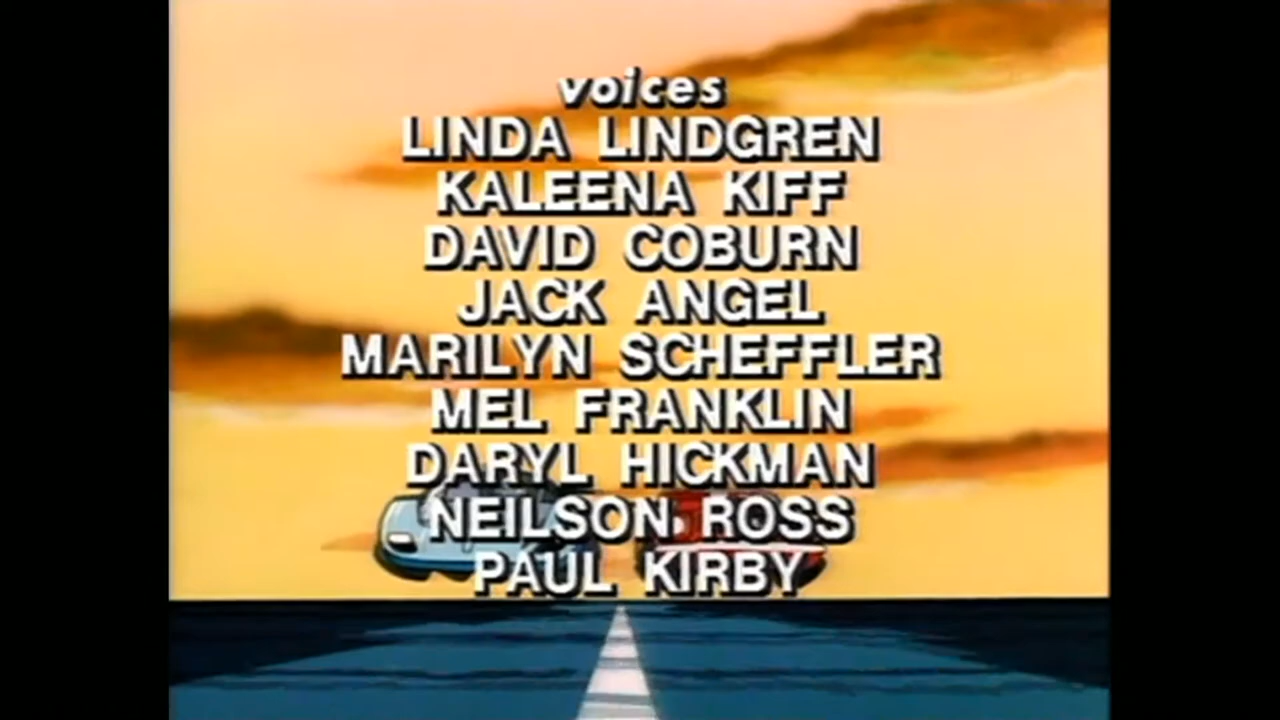 voices
LINDA LINDGREN
KALEENA KIFF
DAVID COBURN
JACK ANGEL
MARILYN SCHEFFLER
MEL FRANKLIN
DARYL HICKMAN
NEILSON ROSS
PAUL KIRBY